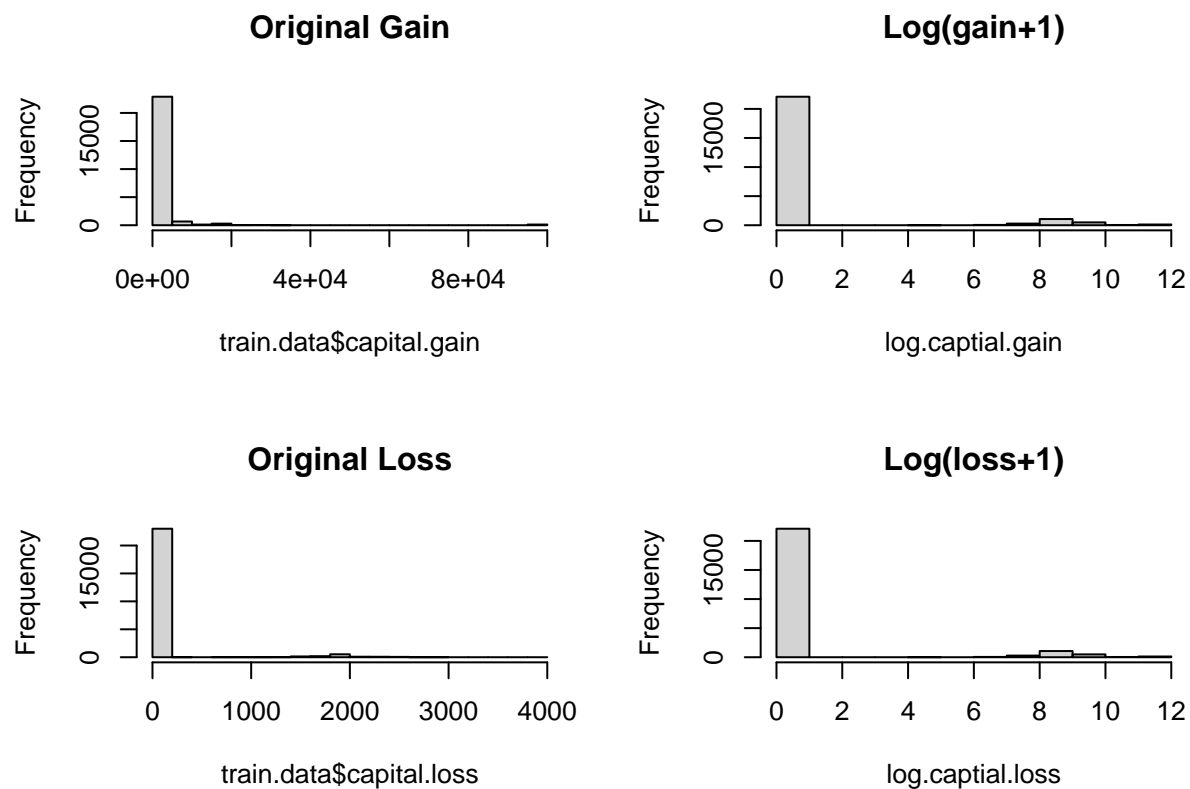 Original Gain
Frequency
0 15000
0e+00 4e+04 8e+04
train.data$capital.gain
Log(gain+1)
Frequency
0 15000
0 2 4 6 8 10 12
log.captial.gain
Original Loss
Frequency
0 15000
0 1000 2000 3000 4000
train.data$capital.loss
Log(loss+1)
Frequency
0 15000
0 2 4 6 8 10 12
log.captial.loss